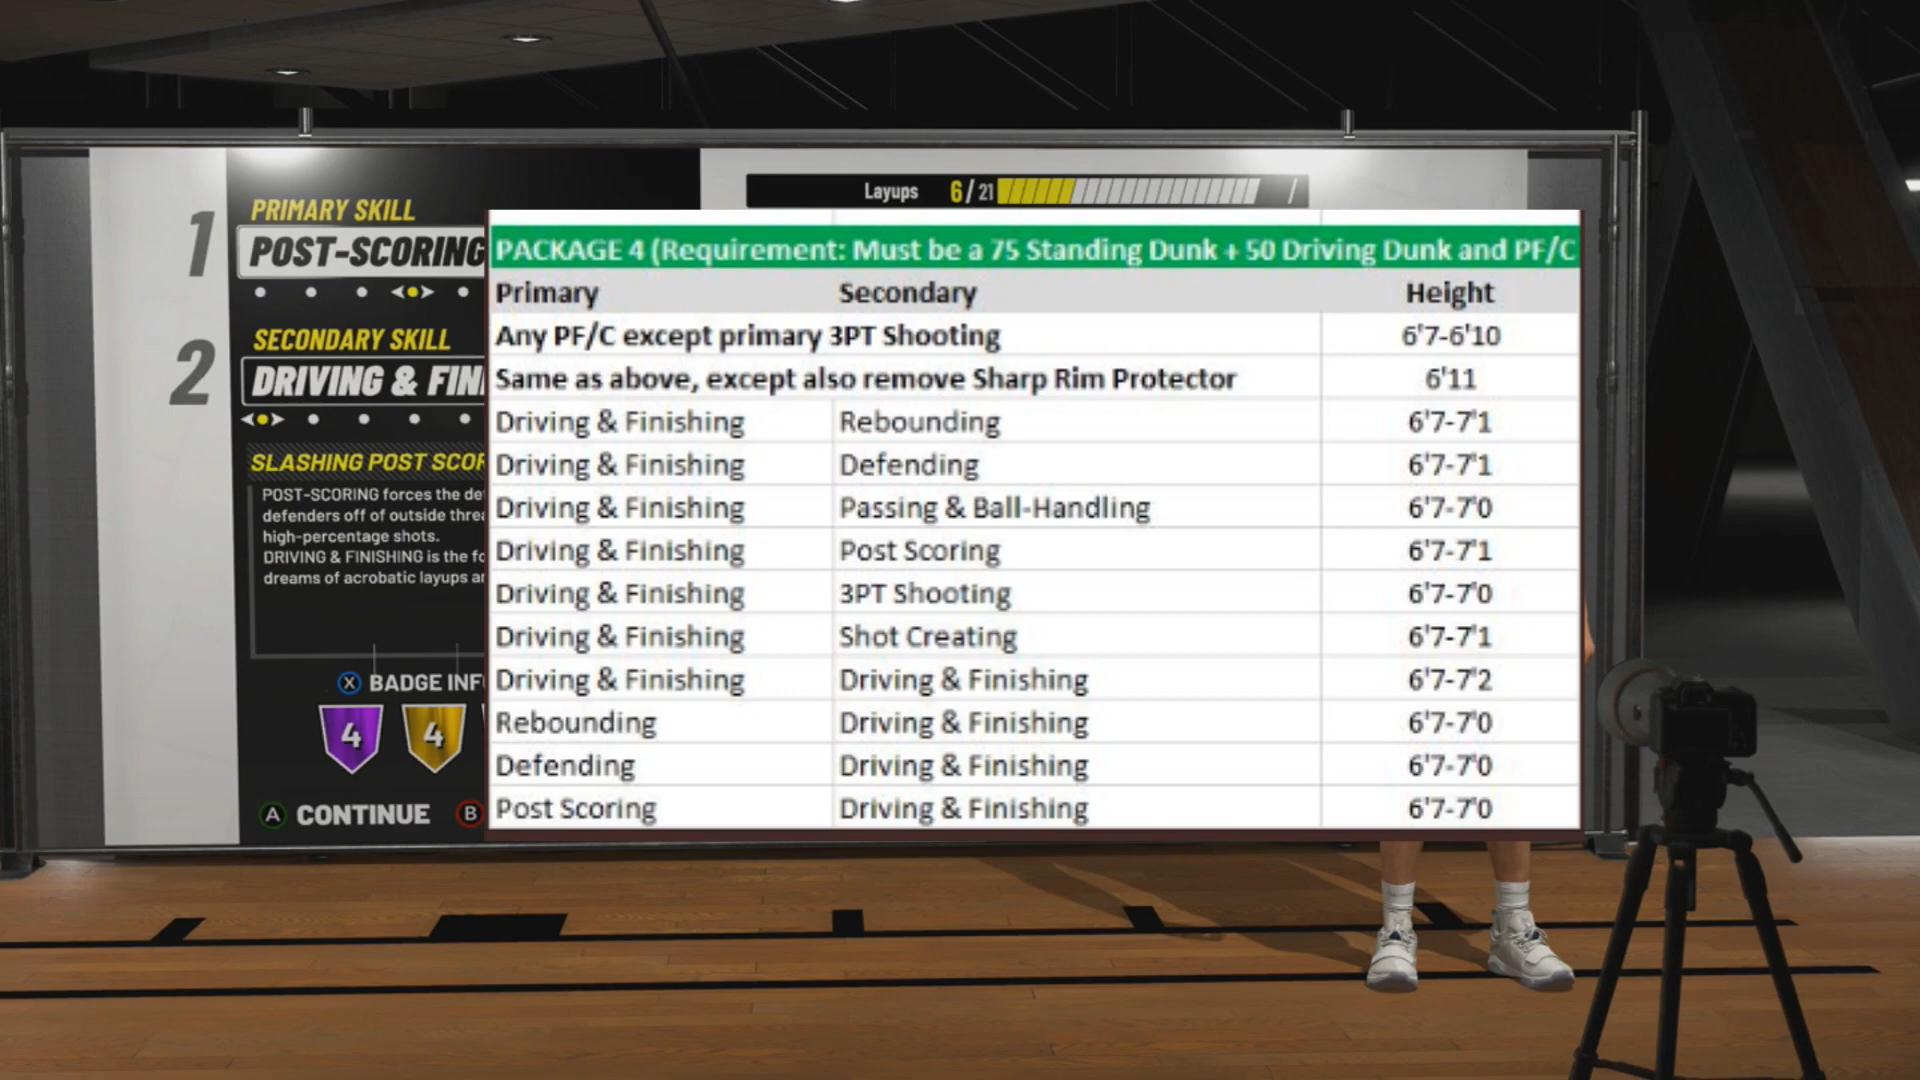 1
PRIMARY SKILL
POST-SCORING
2
SECONDARY SKILL
DRIVING & FIN
SLASHING POST SCOR
POST-SCORING forces the de
defenders off of outside threa
high-percentage shots.
DRIVING & FINISHING is the fo
dreams of acrobatic layups a
X BADGE INF
4 4
A CONTINUE B
Layups 6/21
PACKAGE 4 (Requirement: Must be a 75 Standing Dunk + 50 Driving Dunk and PF/C
Primary Secondary Height
Any PF/C except primary 3PT Shooting 6'7-6'10
Same as above, except also remove Sharp Rim Protector 6'11
Driving & Finishing Rebounding 6'7-7'1
Driving & Finishing Defending 6'7-7'1
Driving & Finishing Passing & Ball-Handling 6'7-7'0
Driving & Finishing Post Scoring 6'7-7'1
Driving & Finishing 3PT Shooting 6'7-7'0
Driving & Finishing Shot Creating 6'7-7'1
Driving & Finishing Driving & Finishing 6'7-7'2
Rebounding Driving & Finishing 6'7-7'0
Defending Driving & Finishing 6'7-7'0
Post Scoring Driving & Finishing 6'7-7'0